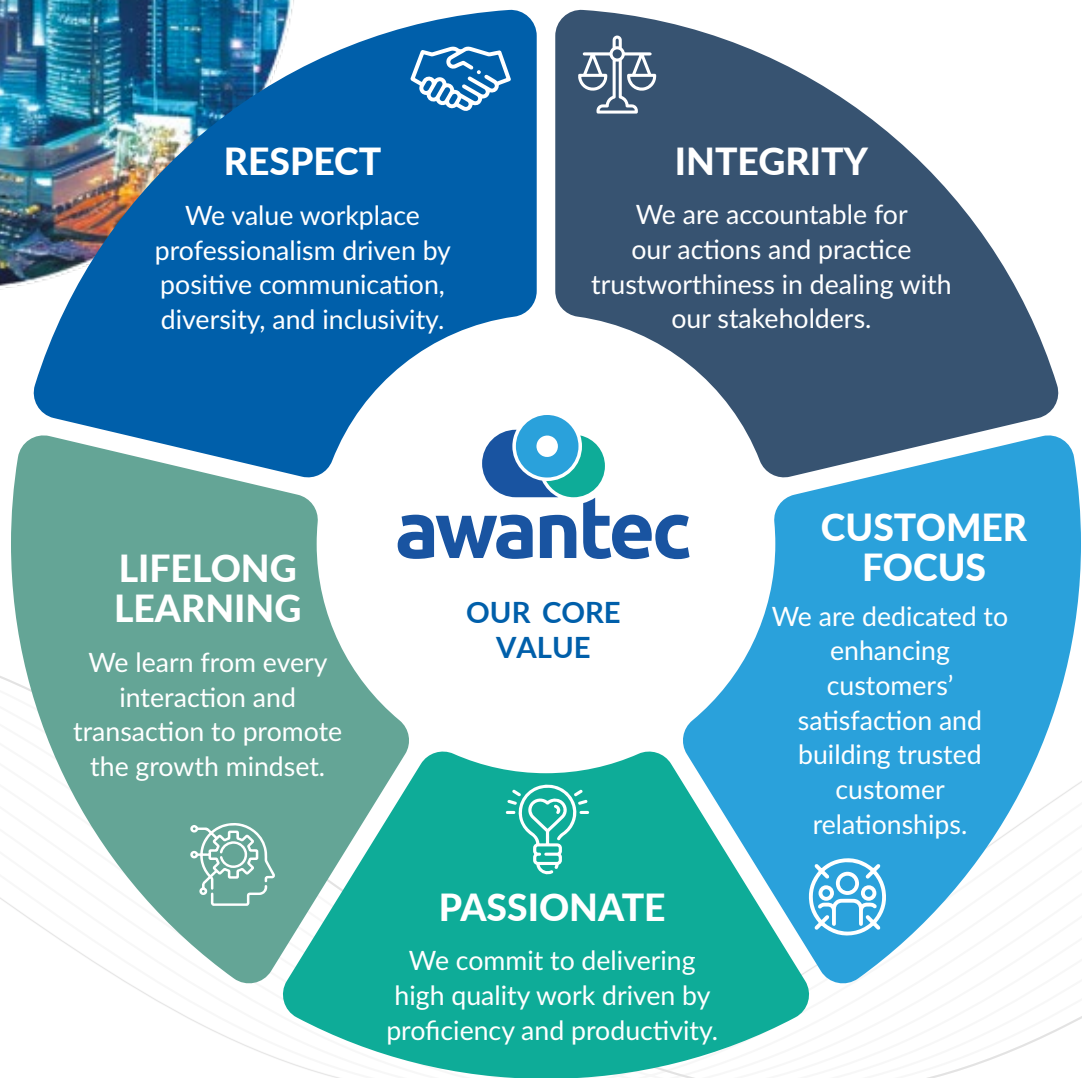 RESPECT
We value workplace
professionalism driven by
positive communication,
diversity, and inclusivity.
INTEGRITY
We are accountable for
our actions and practice
trustworthiness in dealing with
our stakeholders.
awantec
OUR CORE
VALUE
CUSTOMER
FOCUS
We are dedicated to
enhancing
customers’
satisfaction and
building trusted
customer
relationships.
LIFELONG
LEARNING
We learn from every
interaction and
transaction to promote
the growth mindset.
PASSIONATE
We commit to delivering
high quality work driven by
proficiency and productivity.